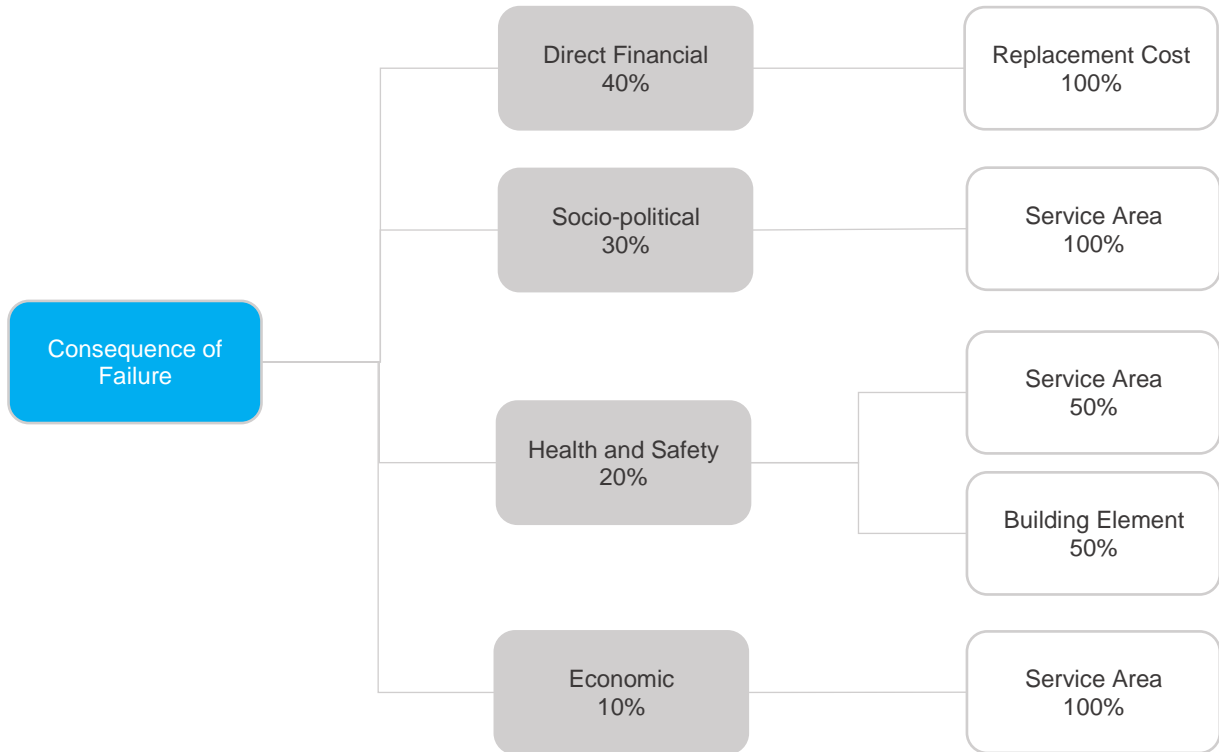 Direct Financial
40%
Replacement Cost
100%
Socio-political
30%
Service Area
100%
Consequence of
Failure
Service Area
50%
Health and Safety
20%
Building Element
50%
Economic
10%
Service Area
100%